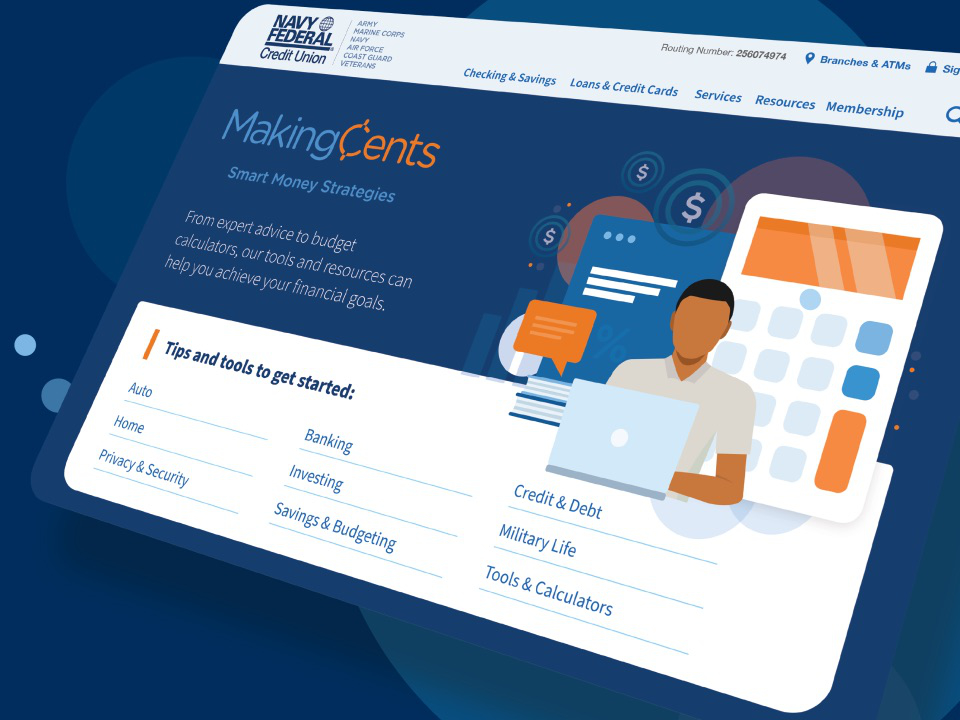 NAVY
FEDERAL
Credit Union
ARMY
MARINE CORPS
NAVY
AIR FORCE
COAST GUARD
VETERANS
Routing Number: 256074974
Branches & ATMs
Sig
Checking & Savings
Loans & Credit Cards
Services
Resources
Membership
MakingCents
Smart Money Strategies
From expert advice to budget
calculators, our tools and resources can
help you achieve your financial goals.
$
$
$
%
Tips and tools to get started:
Auto
Home
Privacy & Security
Banking
Investing
Savings & Budgeting
Credit & Debt
Military Life
Tools & Calculators